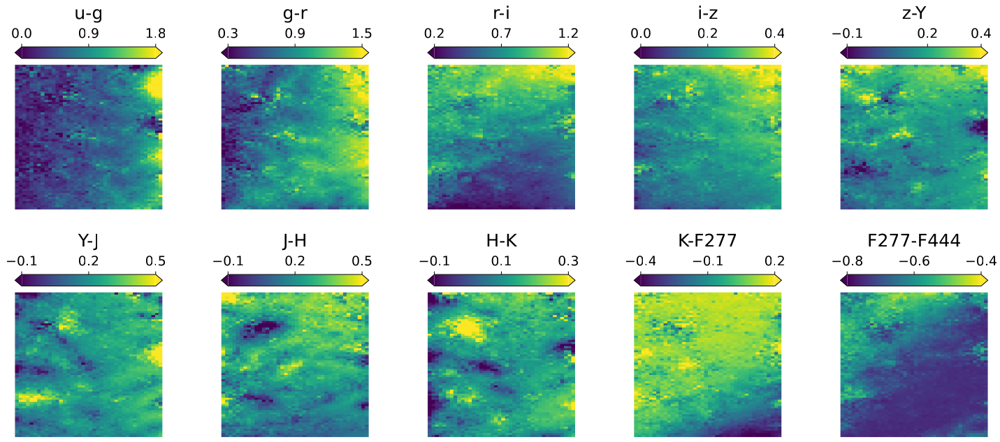 u-g g-r r-i i-z z-Y
0.0 0.9 1.8 0.3 0.9 1.5 0.2 0.7 1.2 0.0 0.2 0.4 −0.1 0.2 0.4
Y-J J-H H-K K-F277 F277-F444
−0.1 0.2 0.5 −0.1 0.2 0.5 −0.1 0.1 0.3 −0.4 −0.1 0.2 −0.8 −0.6 −0.4